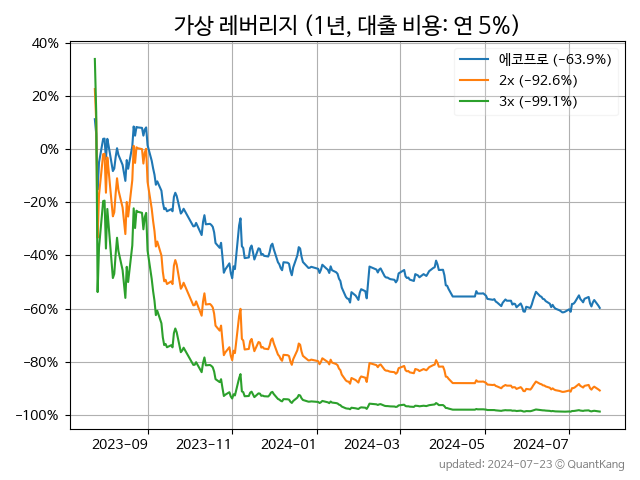 가상 레버리지 (1년, 대출 비용: 연 5%)
에코프로 (−63.9%)
2x (−92.6%)
3x (−99.1%)
40%
20%
0%
−20%
−40%
−60%
−80%
−100%
2023-09 2023-11 2024-01 2024-03 2024-05 2024-07
updated: 2024-07-23 © QuantKang